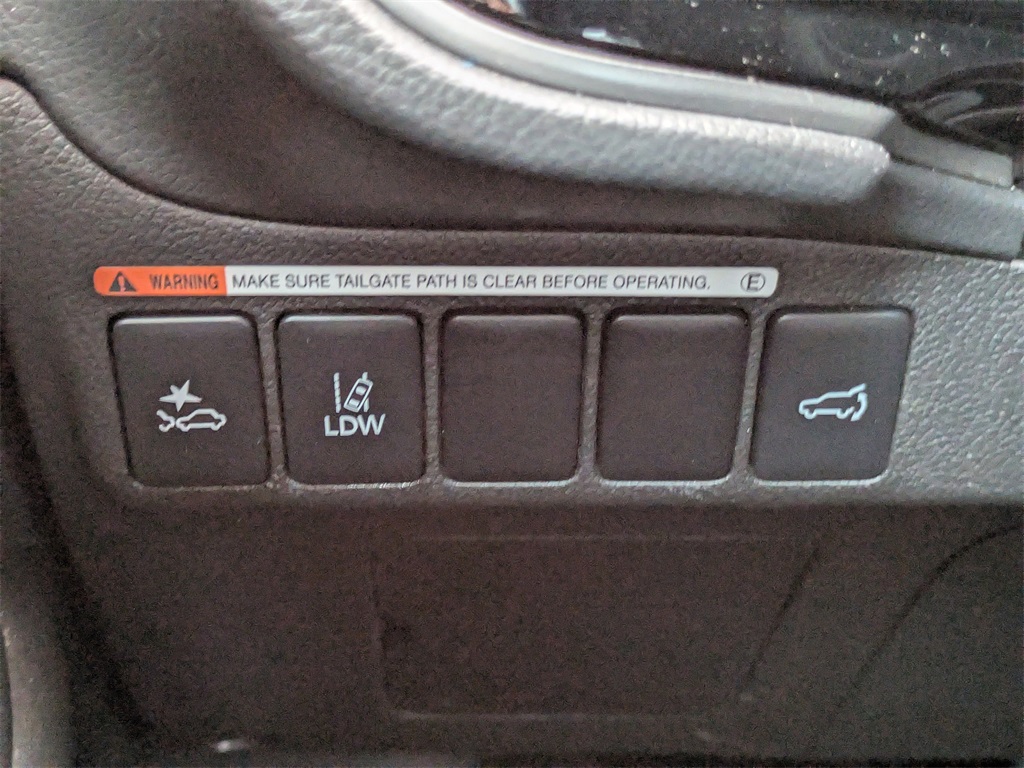 WARNING MAKE SURE TAILGATE PATH IS CLEAR BEFORE OPERATING. E
LDW